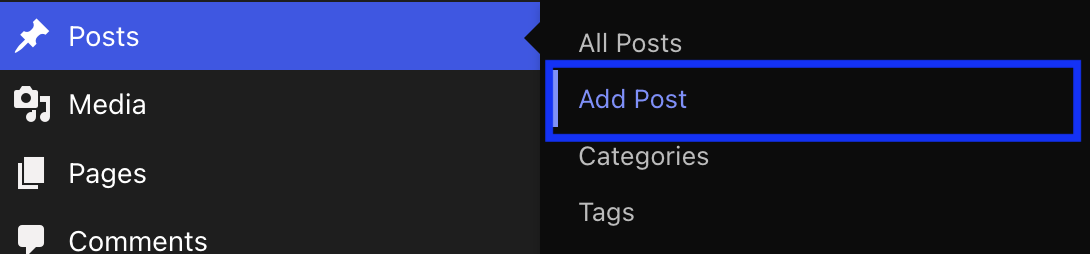 Posts
Media
Pages
Comments
All Posts
Add Post
Categories
Tags